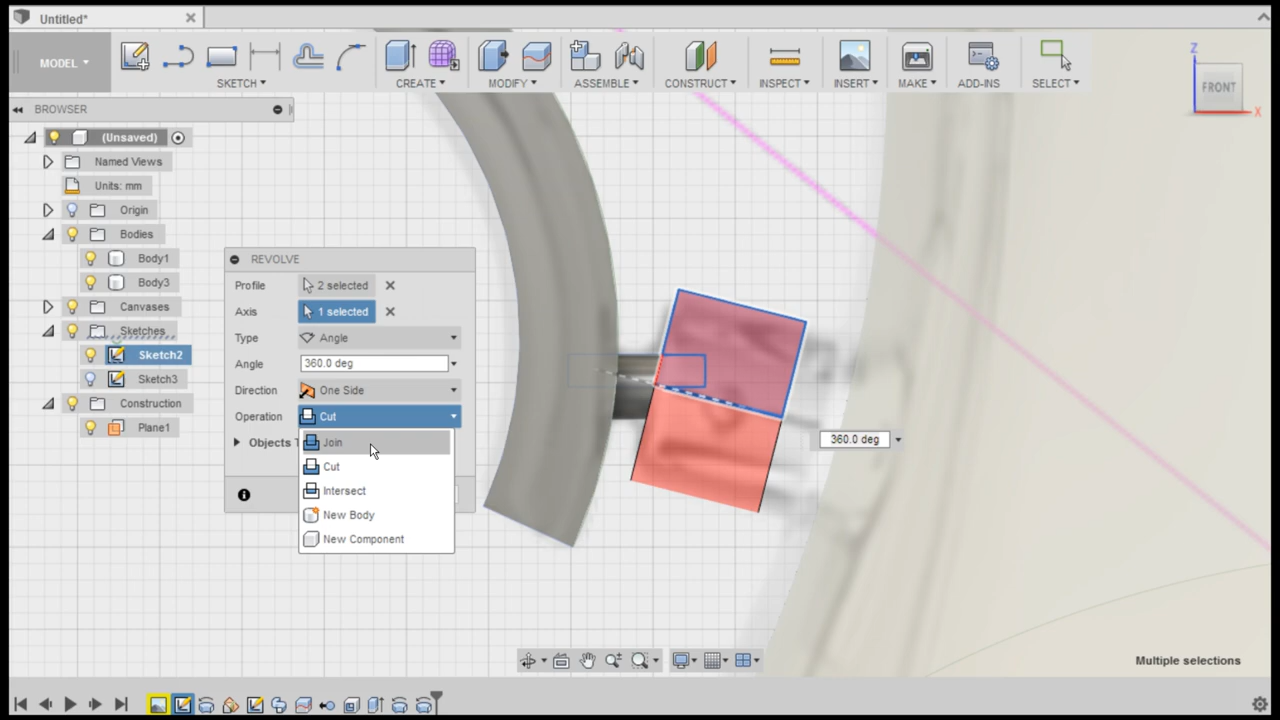 Untitled*
MODEL
SKETCH
CREATE
MODIFY
ASSEMBLE
CONSTRUCT
INSPECT
INSERT
MAKE
ADD-INS
SELECT
Z
FRONT
X
BROWSER
(Unsaved)
Named Views
Units: mm
Origin
Bodies
Body1
Body3
Canvases
Sketches
Sketch2
Sketch3
Construction
Plane1
REVOLVE
Profile 2 selected
Axis 1 selected
Type Angle
Angle 360.0 deg
Direction One Side
Operation Cut
Objects T
Join
Cut
Intersect
New Body
New Component
360.0 deg
Multiple selections